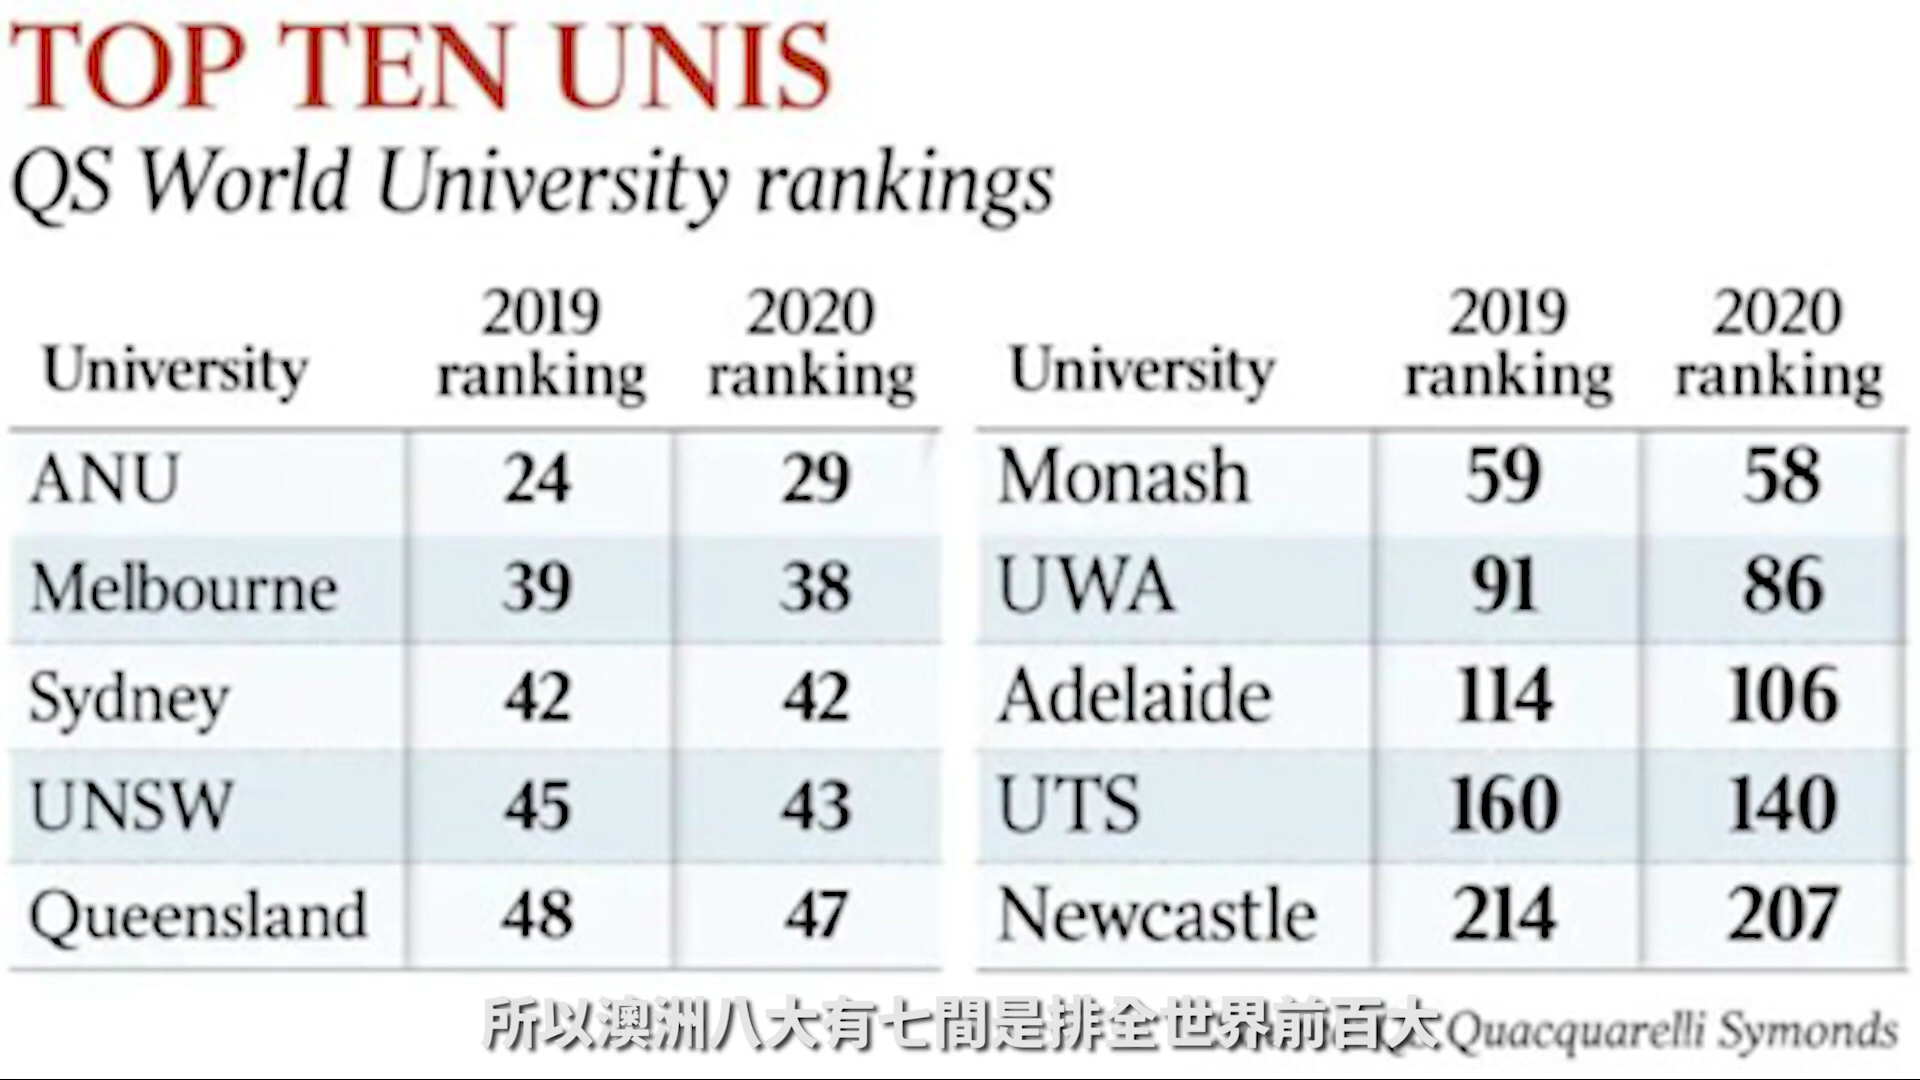 TOP TEN UNIS
QS World University rankings
University 2019 ranking 2020 ranking
ANU 24 29
Melbourne 39 38
Sydney 42 42
UNSW 45 43
Queensland 48 47
University 2019 ranking 2020 ranking
Monash 59 58
UWA 91 86
Adelaide 114 106
UTS 160 140
Newcastle 214 207
所以澳洲八大有七間是排全世界前百大
Quacquarelli Symonds